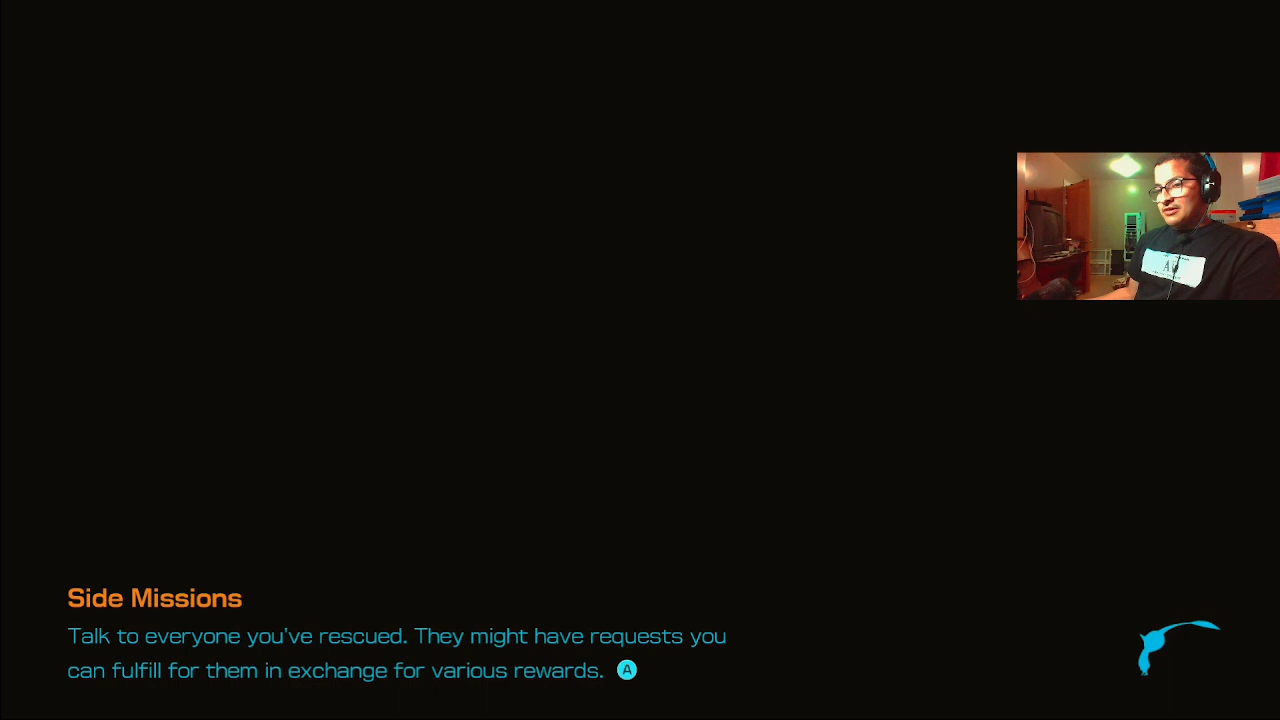 Side Missions
Talk to everyone you've rescued. They might have requests you
can fulfill for them in exchange for various rewards. A